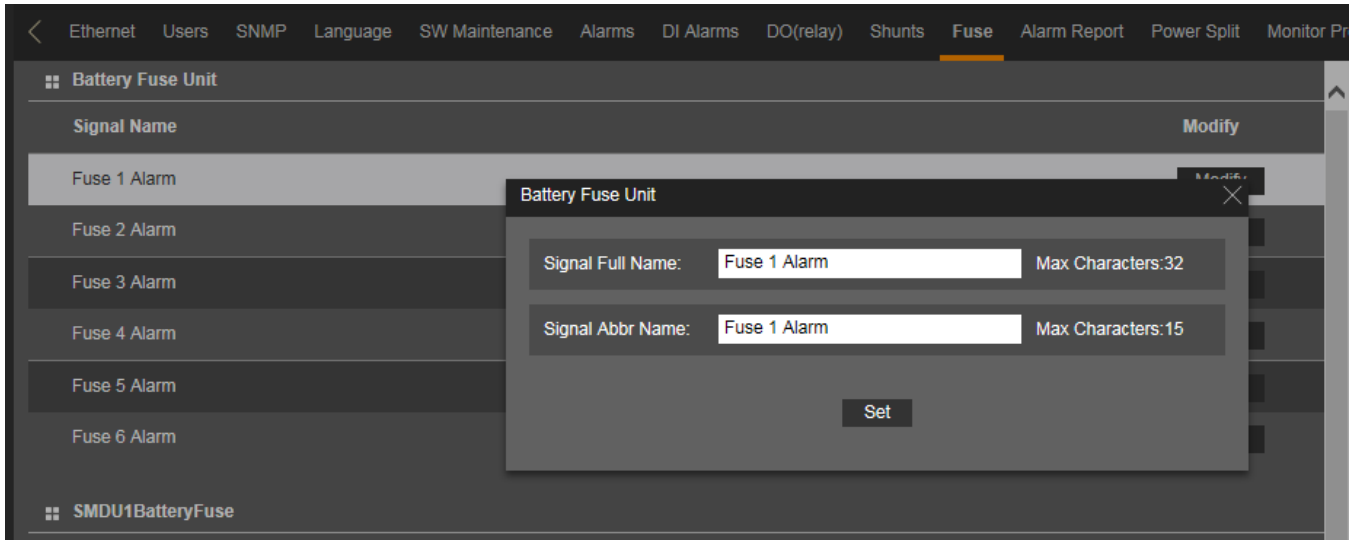 Ethernet Users SNMP Language SW Maintenance Alarms DI Alarms DO(relay) Shunts Fuse Alarm Report Power Split Monitor Pr
Battery Fuse Unit
Signal Name Modify
Fuse 1 Alarm Modify
Fuse 2 Alarm
Fuse 3 Alarm
Fuse 4 Alarm
Fuse 5 Alarm
Fuse 6 Alarm
Battery Fuse Unit
Signal Full Name: Fuse 1 Alarm Max Characters:32
Signal Abbr Name: Fuse 1 Alarm Max Characters:15
Set
SMDU1BatteryFuse